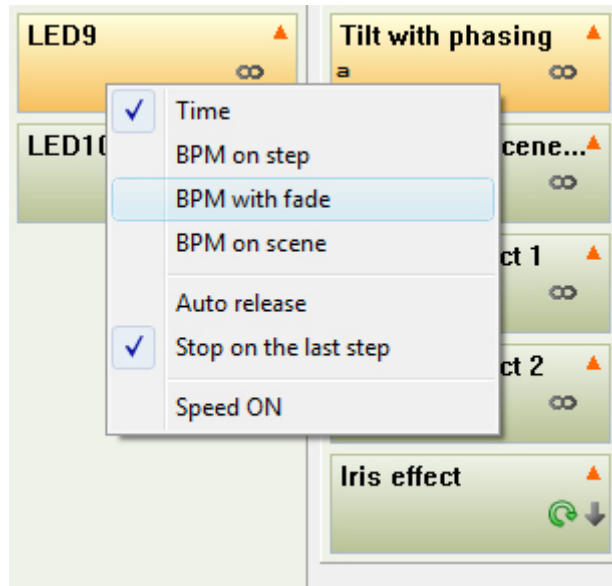 LED9
Tilt with phasing
a
LED10
cene...
ct 1
ct 2
Iris effect
Time
BPM on step
BPM with fade
BPM on scene
Auto release
Stop on the last step
Speed ON